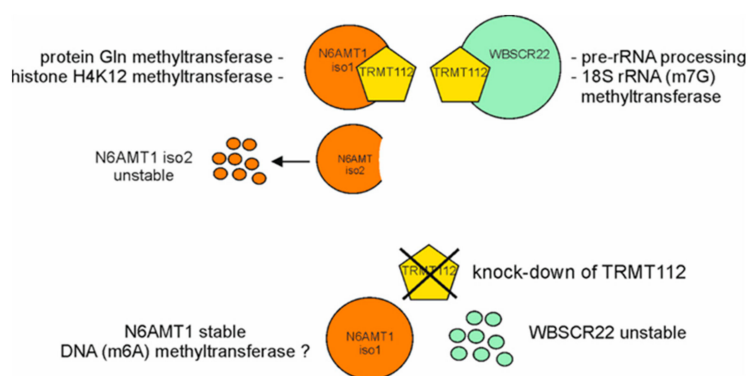 protein Gln methyltransferase -
histone H4K12 methyltransferase -
N6AMT1
iso1
TRMT112
TRMT112
WBSCR22
- pre-rRNA processing
- 18S rRNA (m7G)
methyltransferase
N6AMT1 iso2
unstable
N6AMT
iso2
TRMT112
knock-down of TRMT112
N6AMT1 stable
DNA (m6A) methyltransferase ?
N6AMT1
iso1
WBSCR22 unstable